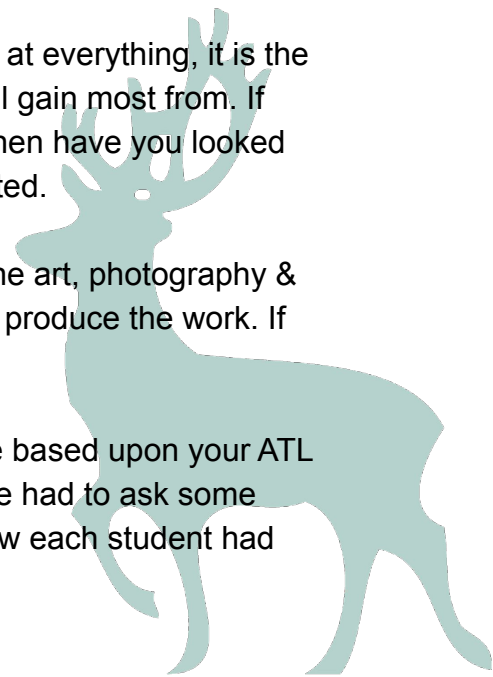 at everything, it is the
l gain most from. If
hen have you looked
ted.
ne art, photography &
produce the work. If
e based upon your ATL
e had to ask some
w each student had